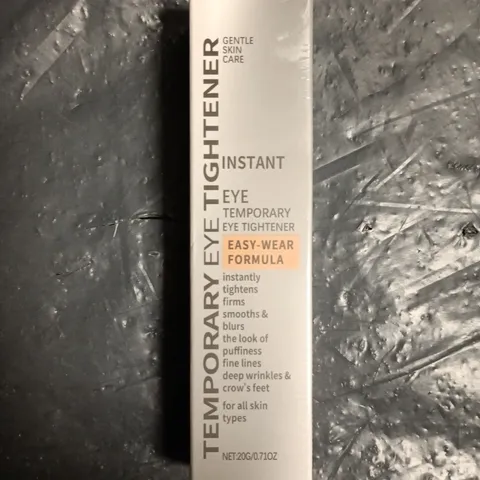 TEMPORARY EYE TIGHTENER
GENTLE
SKIN
CARE
INSTANT
EYE
TEMPORARY
EYE TIGHTENER
EASY-WEAR
FORMULA
instantly
tightens
firms
smooths &
blurs
the look of
puffiness
fine lines
deep wrinkles &
crow's feet
for all skin
types
NET:20G/0.71OZ